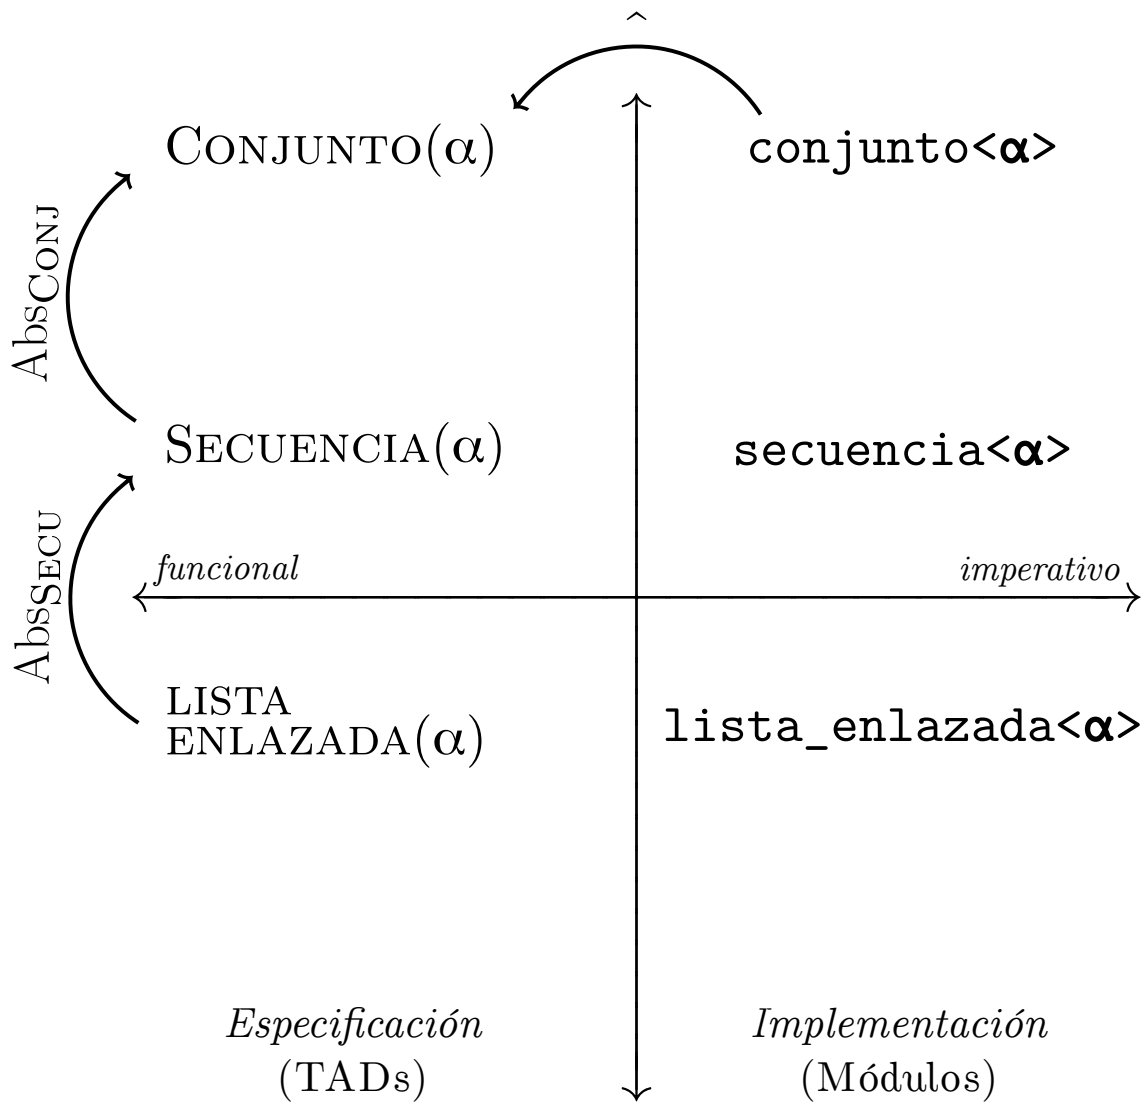 ^
Conjunto(α)
conjunto<α>
AbsConj
Secuencia(α)
secuencia<α>
AbsSecu
funcional
imperativo
lista
enlazada(α)
lista_enlazada<α>
Especificación
(TADs)
Implementación
(Módulos)